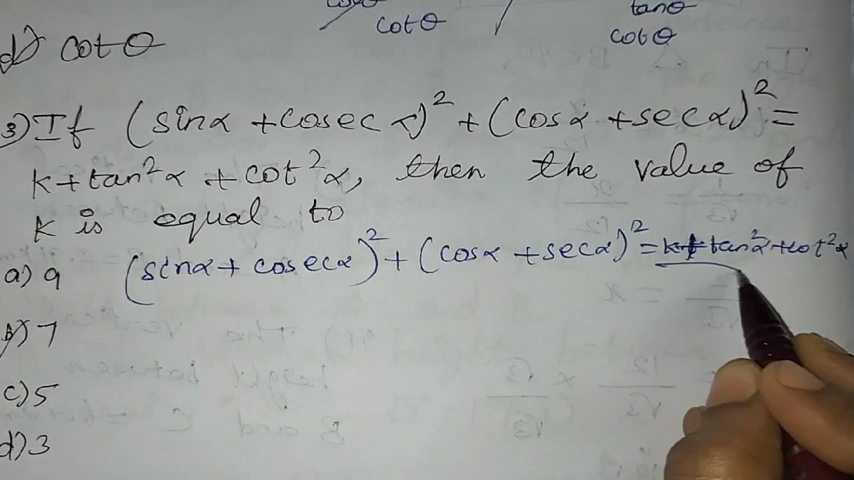 cotθ
tanθ
cotθ
d) cotθ
3) If (sinα + cosec α)² + (cosα + secα)² =
k + tan²α + cot²α, then the value of
k is equal to
(sinα + cosecα)² + (cosα + secα)² = k + tan²α + cot²α
a) 9
b) 7
c) 5
d) 3